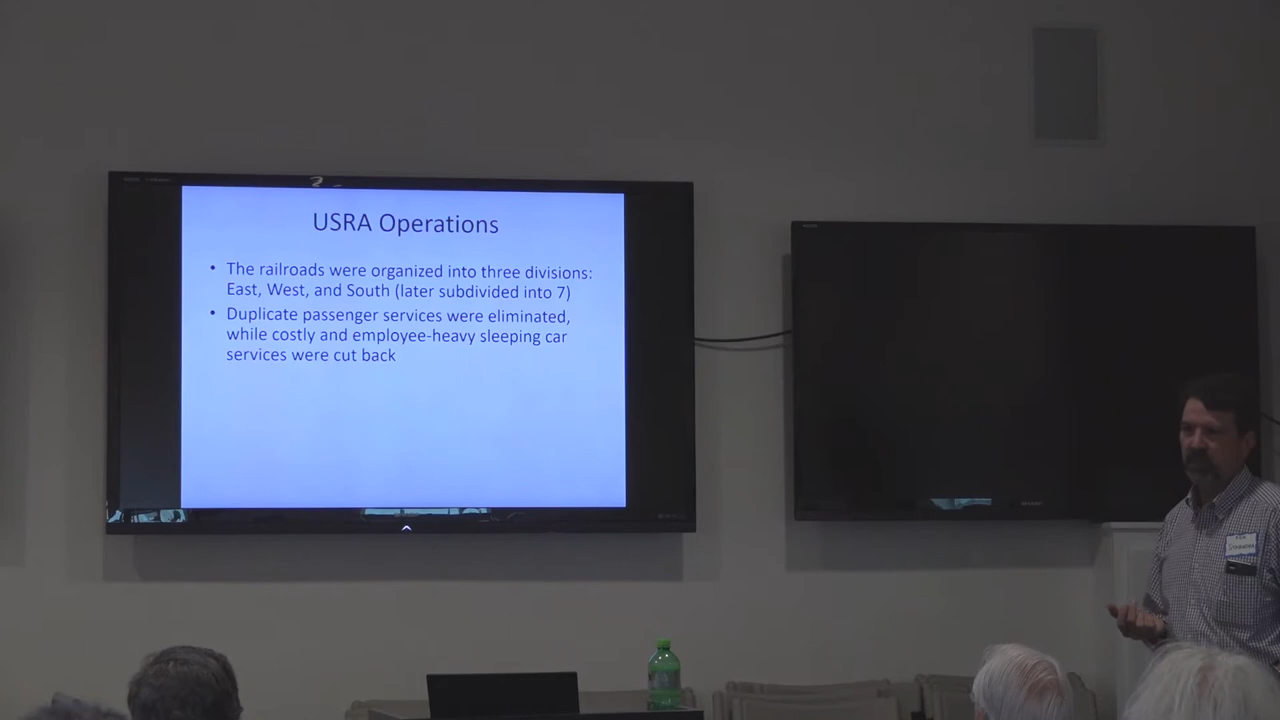 USRA Operations
• The railroads were organized into three divisions:
East, West, and South (later subdivided into 7)
• Duplicate passenger services were eliminated,
while costly and employee-heavy sleeping car
services were cut back